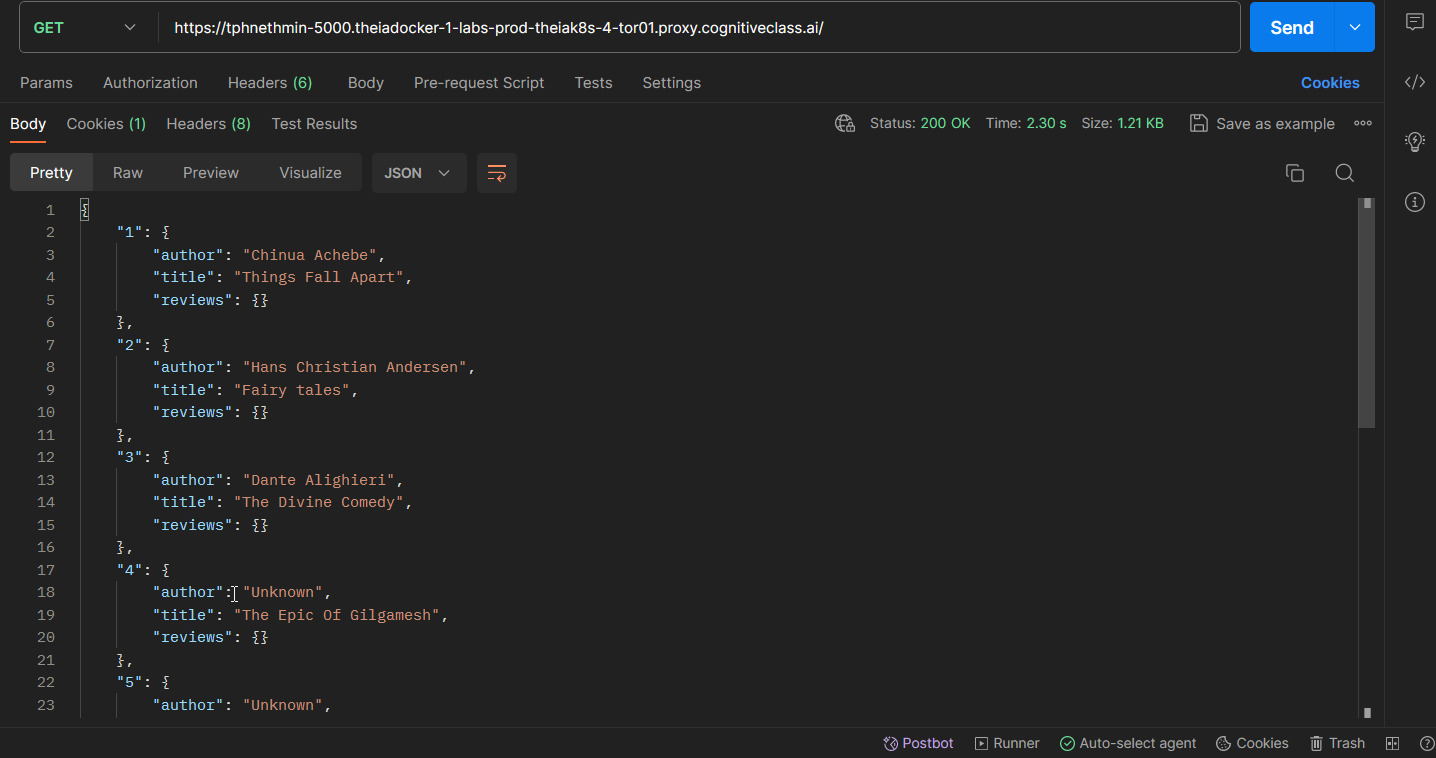 GET https://tphnethmin-5000.theiadocker-1-labs-prod-theiak8s-4-tor01.proxy.cognitiveclass.ai/ Send
Params Authorization Headers (6) Body Pre-request Script Tests Settings Cookies
Body Cookies (1) Headers (8) Test Results Status: 200 OK Time: 2.30 s Size: 1.21 KB Save as example
Pretty Raw Preview Visualize JSON
1 {
2 "1": {
3 "author": "Chinua Achebe",
4 "title": "Things Fall Apart",
5 "reviews": {}
6 },
7 "2": {
8 "author": "Hans Christian Andersen",
9 "title": "Fairy tales",
10 "reviews": {}
11 },
12 "3": {
13 "author": "Dante Alighieri",
14 "title": "The Divine Comedy",
15 "reviews": {}
16 },
17 "4": {
18 "author": "Unknown",
19 "title": "The Epic Of Gilgamesh",
20 "reviews": {}
21 },
22 "5": {
23 "author": "Unknown",
Postbot Runner Auto-select agent Cookies Trash